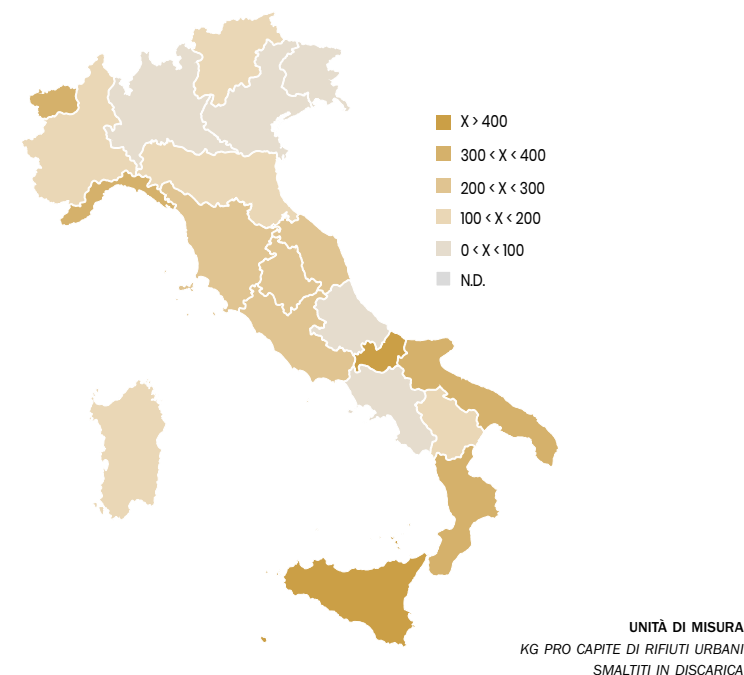 X > 400
300 < X < 400
200 < X < 300
100 < X < 200
0 < X < 100
N.D.
UNITÀ DI MISURA
KG PRO CAPITE DI RIFIUTI URBANI
SMALTITI IN DISCARICA